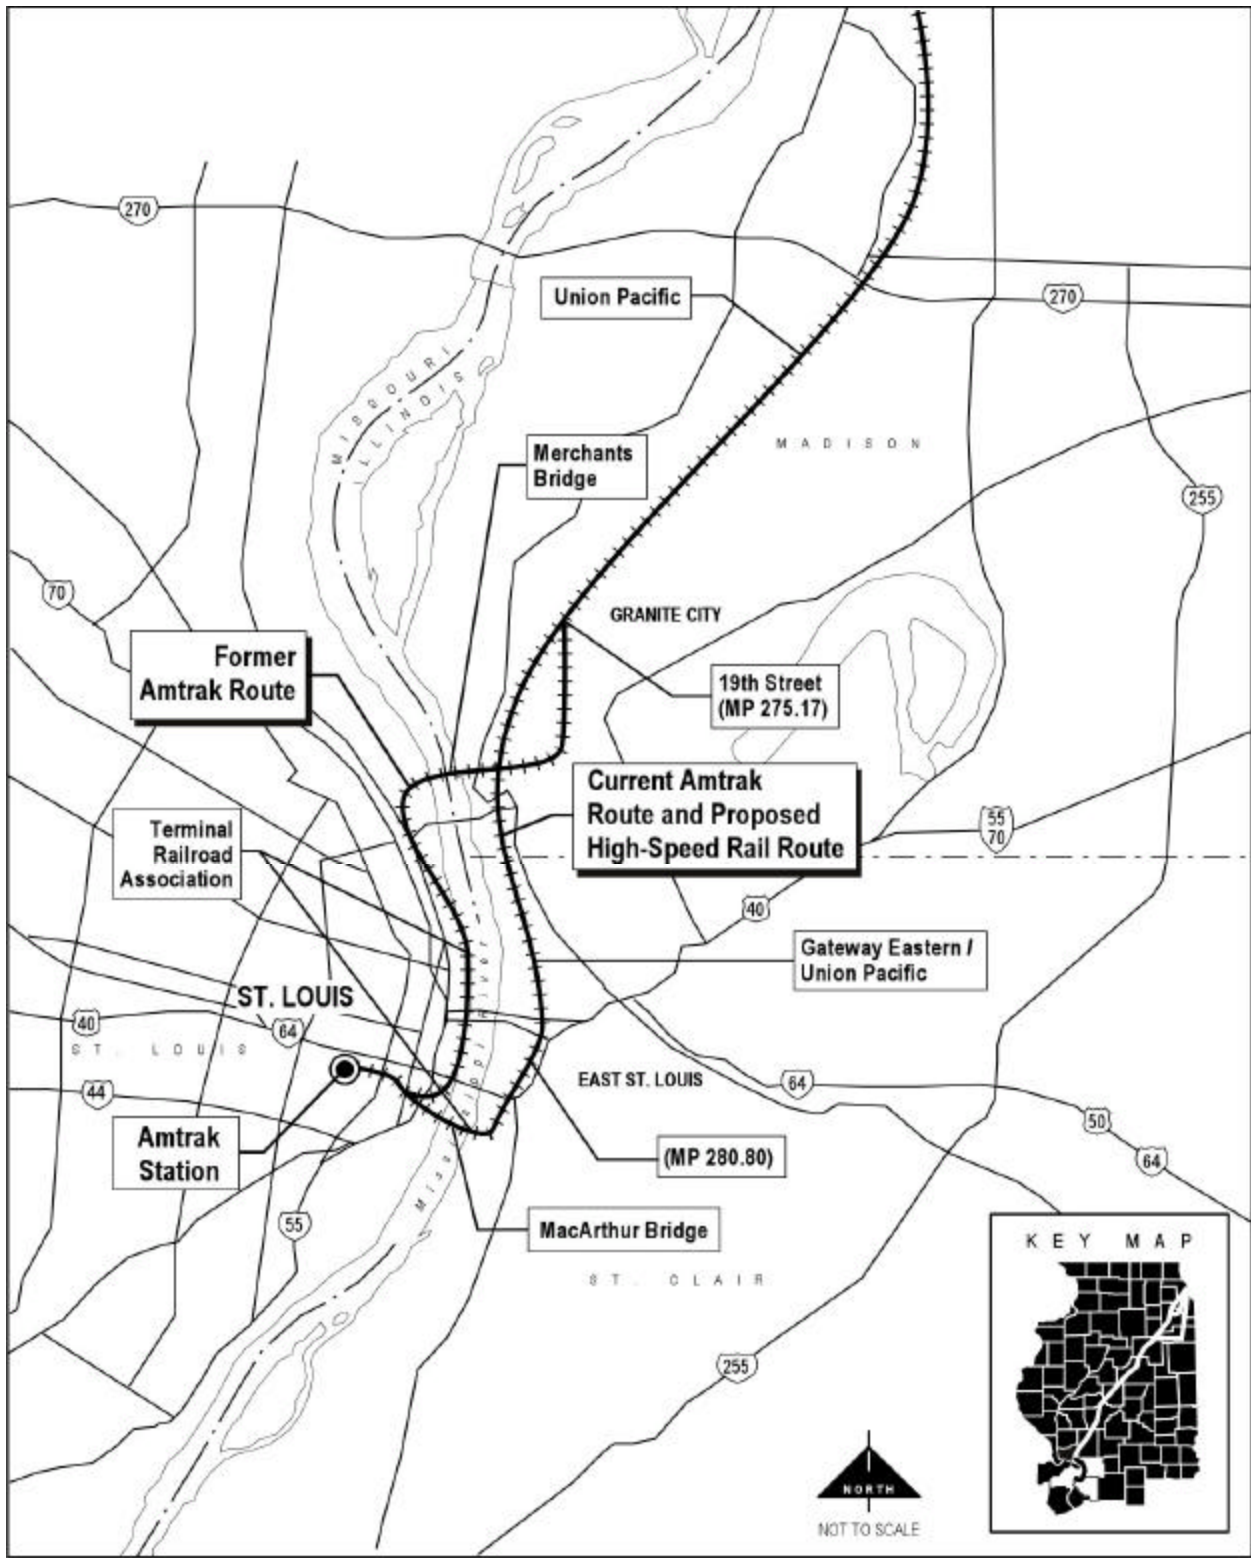 270
Union Pacific
270
MISSOURI
ILLINOIS
MADISON
Merchants
Bridge
255
70
GRANITE CITY
Former
Amtrak Route
19th Street
(MP 275.17)
Current Amtrak
Route and Proposed
High-Speed Rail Route
55
70
Terminal
Railroad
Association
40
Gateway Eastern /
Union Pacific
ST. LOUIS
40
64
ST. LOUIS
River
EAST ST. LOUIS
64
44
50
Amtrak
Station
(MP 280.80)
64
55
MacArthur Bridge
KEY MAP
ST. CLAIR
255
NORTH
NOT TO SCALE